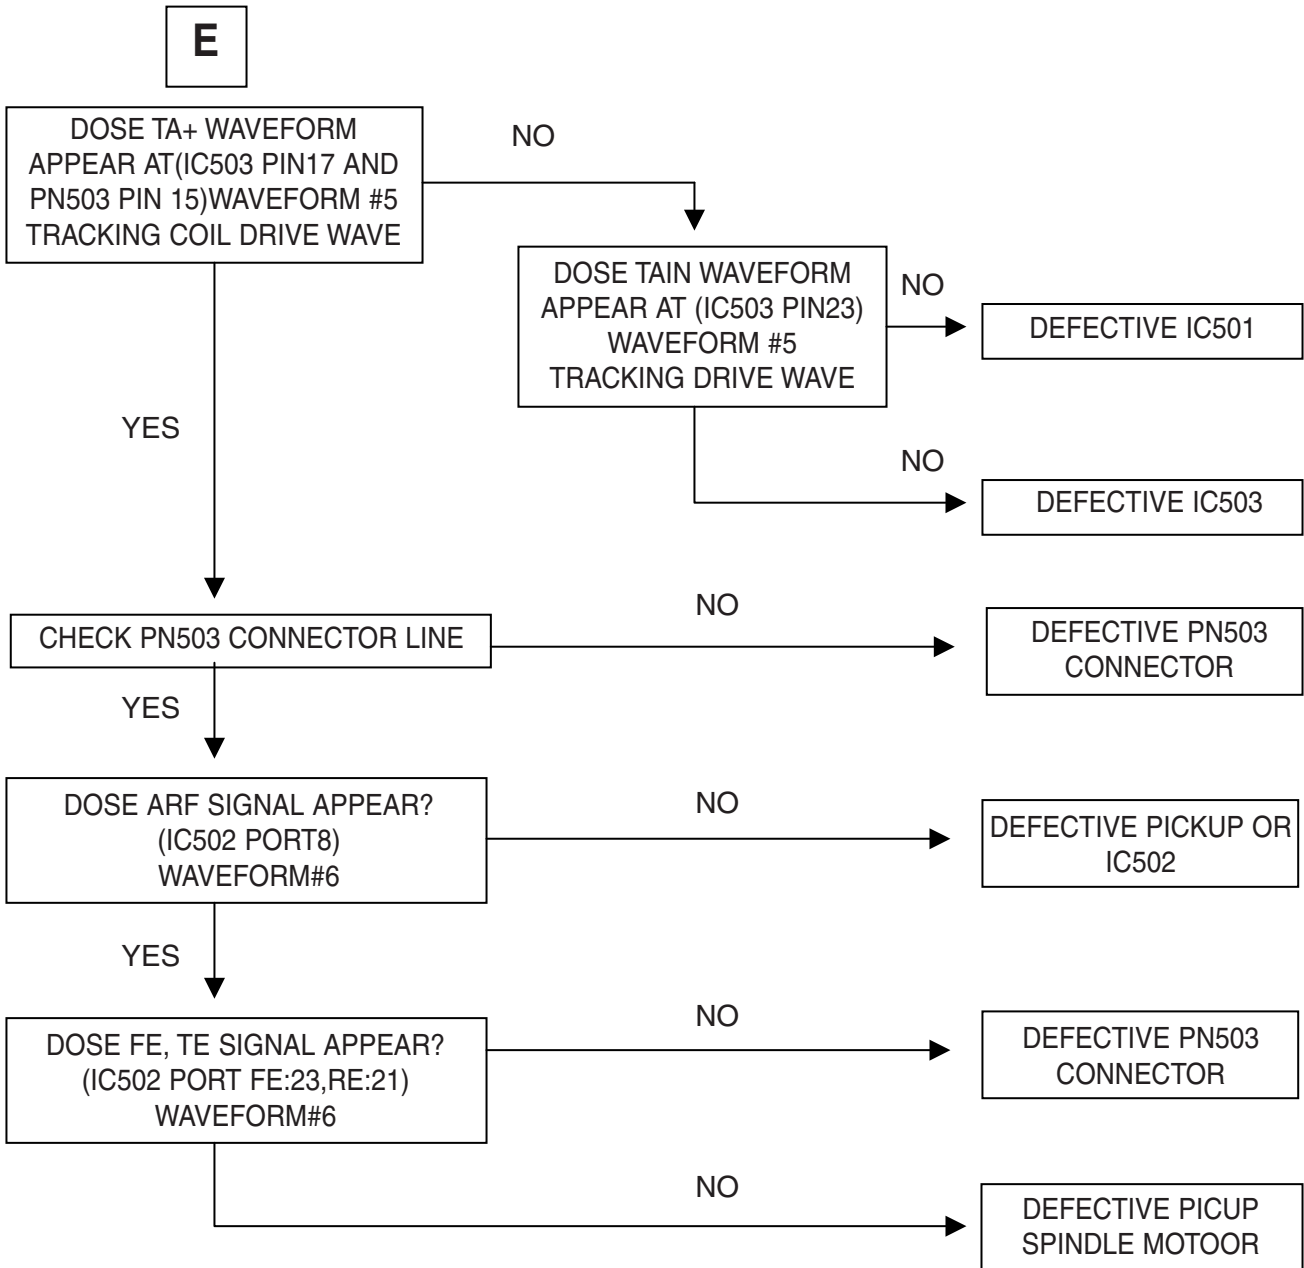 E
DOSE TA+ WAVEFORM
APPEAR AT(IC503 PIN17 AND
PN503 PIN 15)WAVEFORM #5
TRACKING COIL DRIVE WAVE
NO
DOSE TAIN WAVEFORM
APPEAR AT (IC503 PIN23)
WAVEFORM #5
TRACKING DRIVE WAVE
NO
DEFECTIVE IC501
YES
NO
DEFECTIVE IC503
CHECK PN503 CONNECTOR LINE
NO
DEFECTIVE PN503
CONNECTOR
YES
DOSE ARF SIGNAL APPEAR?
(IC502 PORT8)
WAVEFORM#6
NO
DEFECTIVE PICKUP OR
IC502
YES
DOSE FE, TE SIGNAL APPEAR?
(IC502 PORT FE:23,RE:21)
WAVEFORM#6
NO
DEFECTIVE PN503
CONNECTOR
NO
DEFECTIVE PICUP
SPINDLE MOTOOR